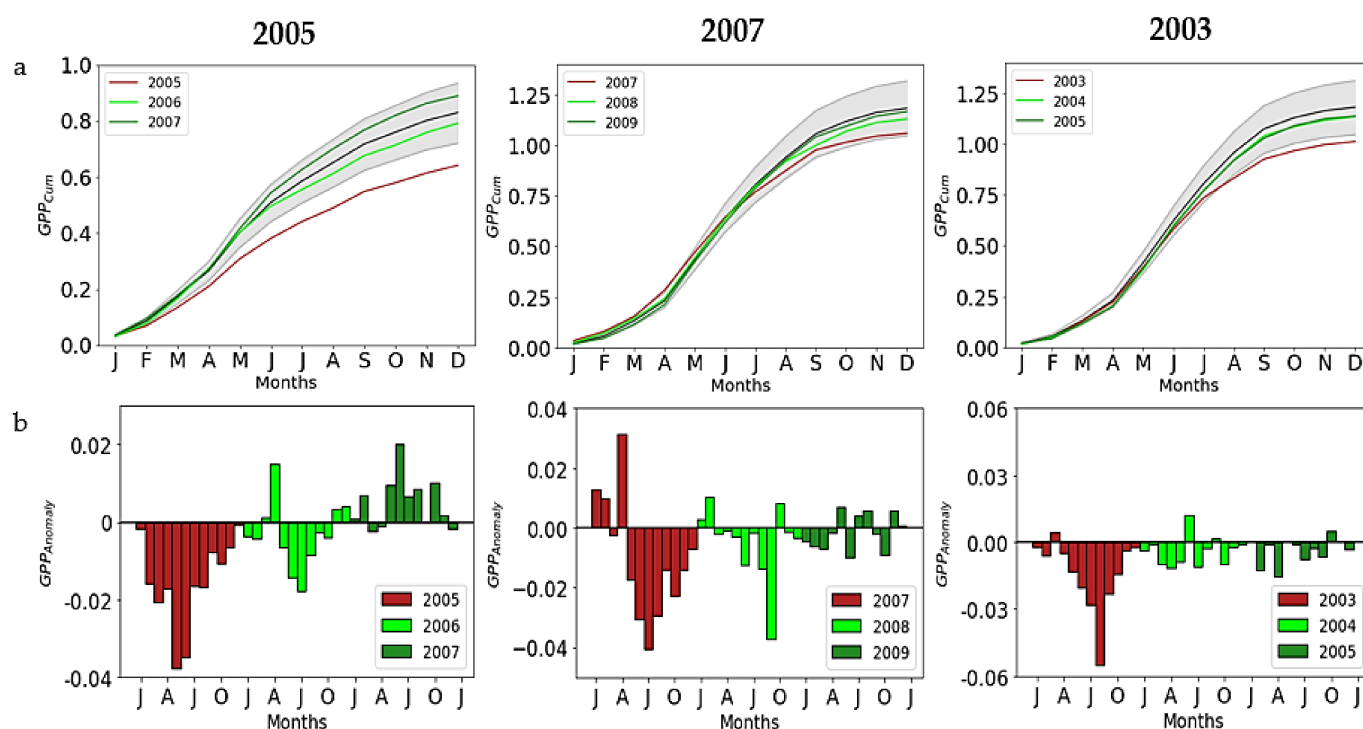 2005
2007
2003
a
1.0
0.8
0.6
0.4
0.2
0.0
GPP_Cum
2005
2006
2007
J F M A M J J A S O N D
Months
1.25
1.00
0.75
0.50
0.25
0.00
GPP_Cum
2007
2008
2009
J F M A M J J A S O N D
Months
1.25
1.00
0.75
0.50
0.25
0.00
GPP_Cum
2003
2004
2005
J F M A M J J A S O N D
Months
b
0.02
0
-0.02
-0.04
GPP_Anomaly
2005
2006
2007
J A J O J A J O J A J O J
Months
0.04
0.02
0.00
-0.02
-0.04
GPP_Anomaly
2007
2008
2009
J A J O J A J O J A J O J
Months
0.06
0.03
0.00
-0.03
-0.06
GPP_Anomaly
2003
2004
2005
J A J O J A J O J A J O J
Months